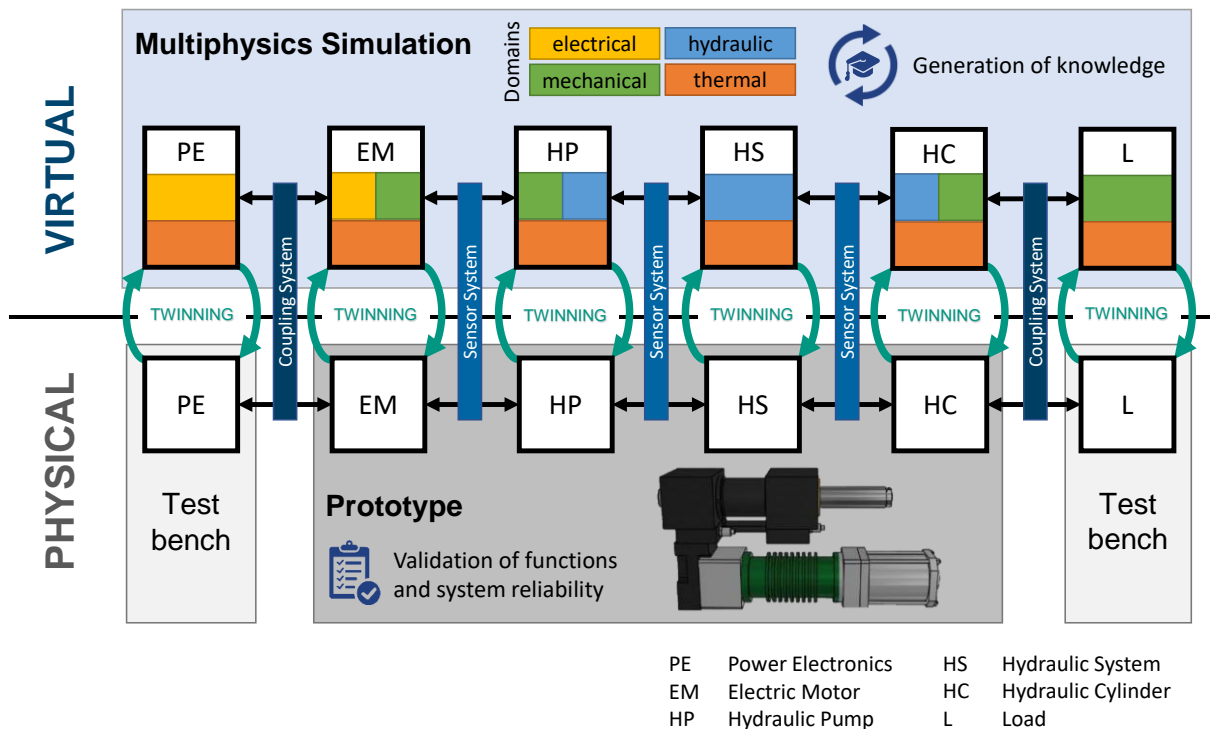 Multiphysics Simulation
Domains
electrical
hydraulic
mechanical
thermal
Generation of knowledge
VIRTUAL
PE
EM
HP
HS
HC
L
Coupling System
Sensor System
Sensor System
Sensor System
Coupling System
TWINNING
TWINNING
TWINNING
TWINNING
TWINNING
TWINNING
PHYSICAL
PE
EM
HP
HS
HC
L
Test
bench
Prototype
Validation of functions
and system reliability
Test
bench
PE Power Electronics
EM Electric Motor
HP Hydraulic Pump
HS Hydraulic System
HC Hydraulic Cylinder
L Load